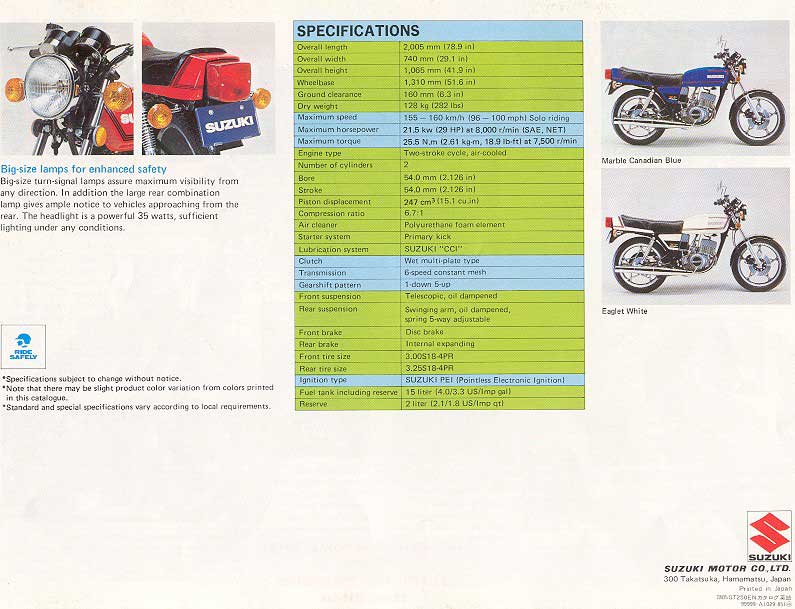 SUZUKI
Big-size lamps for enhanced safety
Big-size turn-signal lamps assure maximum visibility from
any direction. In addition the large rear combination
lamp gives ample notice to vehicles approaching from the
rear. The headlight is a powerful 35 watts, sufficient
lighting under any conditions.
RIDE
SAFELY
*Specifications subject to change without notice.
*Note that there may be slight product color variation from colors printed
in this catalogue.
*Standard and special specifications vary according to local requirements.
SPECIFICATIONS
Overall length 2,005 mm (78.9 in)
Overall width 740 mm (29.1 in)
Overall height 1,065 mm (41.9 in)
Wheelbase 1,310 mm (51.6 in)
Ground clearance 160 mm (6.3 in)
Dry weight 128 kg (282 lbs)
Maximum speed 155 – 160 km/h (96 – 100 mph) Solo riding
Maximum horsepower 21.5 kw (29 HP) at 8,000 r/min (SAE, NET)
Maximum torque 25.5 N.m (2.61 kg-m, 18.9 lb-ft) at 7,500 r/min
Engine type Two-stroke cycle, air-cooled
Number of cylinders 2
Bore 54.0 mm (2.126 in)
Stroke 54.0 mm (2.126 in)
Piston displacement 247 cm³ (15.1 cu.in)
Compression ratio 6.7:1
Air cleaner Polyurethane foam element
Starter system Primary kick
Lubrication system SUZUKI "CCI"
Clutch Wet multi-plate type
Transmission 6-speed constant mesh
Gearshift pattern 1-down 5-up
Front suspension Telescopic, oil dampened
Rear suspension Swinging arm, oil dampened,
spring 5-way adjustable
Front brake Disc brake
Rear brake Internal expanding
Front tire size 3.00S18-4PR
Rear tire size 3.25S18-4PR
Ignition type SUZUKI PEI (Pointless Electronic Ignition)
Fuel tank including reserve 15 liter (4.0/3.3 US/Imp gal)
Reserve 2 liter (2.1/1.8 US/Imp qt)
Marble Canadian Blue
Eaglet White
SUZUKI
SUZUKI MOTOR CO.,LTD.
300 Takatsuka, Hamamatsu, Japan
Printed in Japan